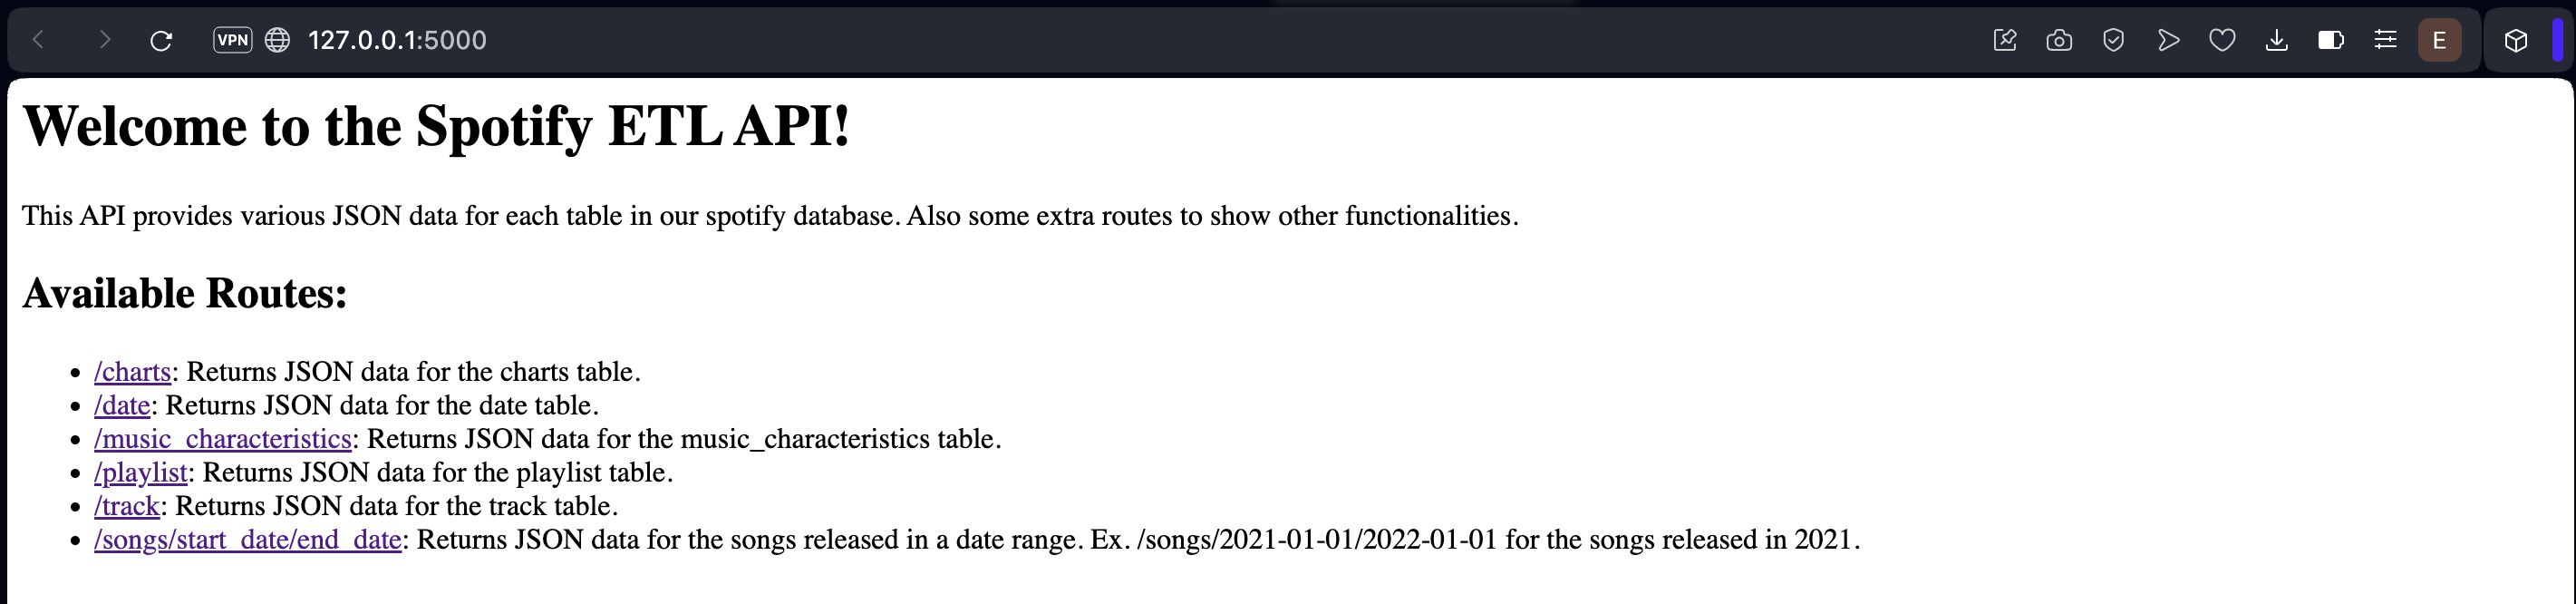 VPN 127.0.0.1:5000 E
Welcome to the Spotify ETL API!
This API provides various JSON data for each table in our spotify database. Also some extra routes to show other functionalities.
Available Routes:
• /charts: Returns JSON data for the charts table.
• /date: Returns JSON data for the date table.
• /music_characteristics: Returns JSON data for the music_characteristics table.
• /playlist: Returns JSON data for the playlist table.
• /track: Returns JSON data for the track table.
• /songs/start_date/end_date: Returns JSON data for the songs released in a date range. Ex. /songs/2021-01-01/2022-01-01 for the songs released in 2021.